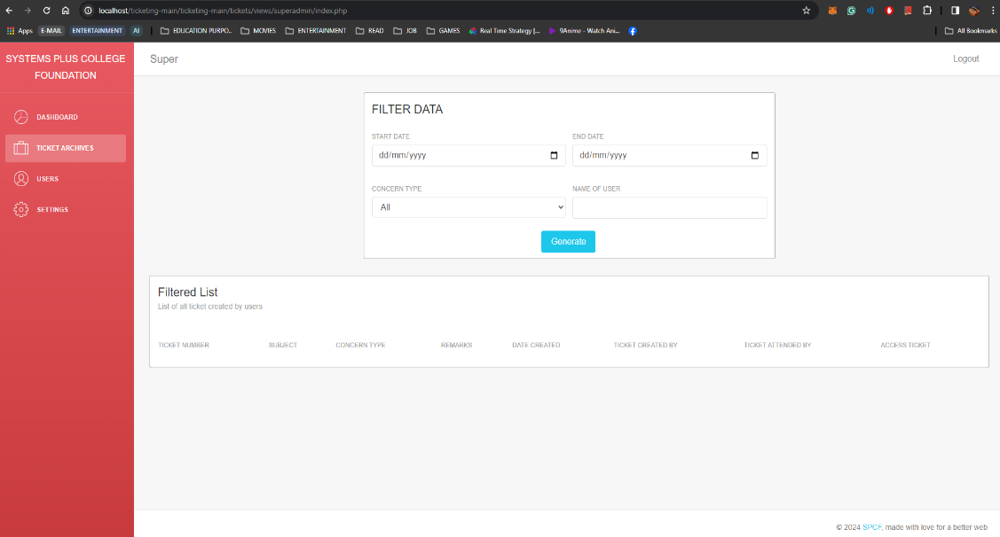 localhost/ticketing-main/ticketing-main/tickets/views/superadmin/index.php
Apps E-MAIL ENTERTAINMENT AI EDUCATION PURPO... MOVIES ENTERTAINMENT READ JOB GAMES Real Time Strategy |... 9Anime - Watch Ani... All Bookmarks
SYSTEMS PLUS COLLEGE
FOUNDATION
DASHBOARD
TICKET ARCHIVES
USERS
SETTINGS
Super
Logout
FILTER DATA
START DATE
END DATE
dd/mm/yyyy
dd/mm/yyyy
CONCERN TYPE
NAME OF USER
All
Generate
Filtered List
List of all ticket created by users
TICKET NUMBER SUBJECT CONCERN TYPE REMARKS DATE CREATED TICKET CREATED BY TICKET ATTENDED BY ACCESS TICKET
© 2024 SPCF, made with love for a better web